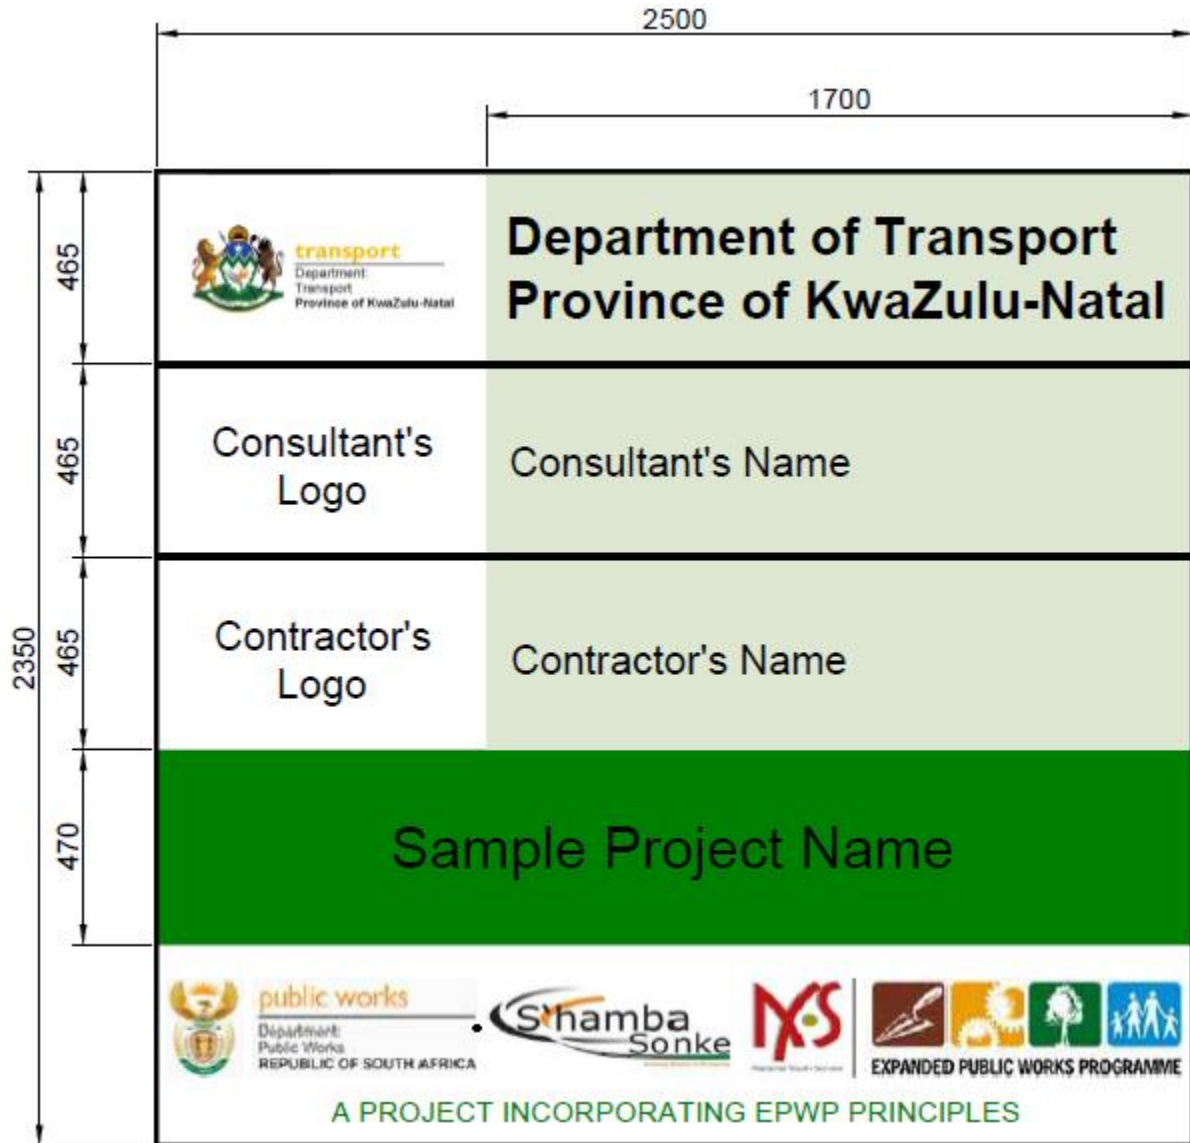 2500
1700
465
transport
Department:
Transport
Province of KwaZulu-Natal
Department of Transport
Province of KwaZulu-Natal
465
Consultant's
Logo
Consultant's Name
2350
465
Contractor's
Logo
Contractor's Name
470
Sample Project Name
public works
Department:
Public Works
REPUBLIC OF SOUTH AFRICA
S'hamba
Sonke
NYS
EXPANDED PUBLIC WORKS PROGRAMME
A PROJECT INCORPORATING EPWP PRINCIPLES